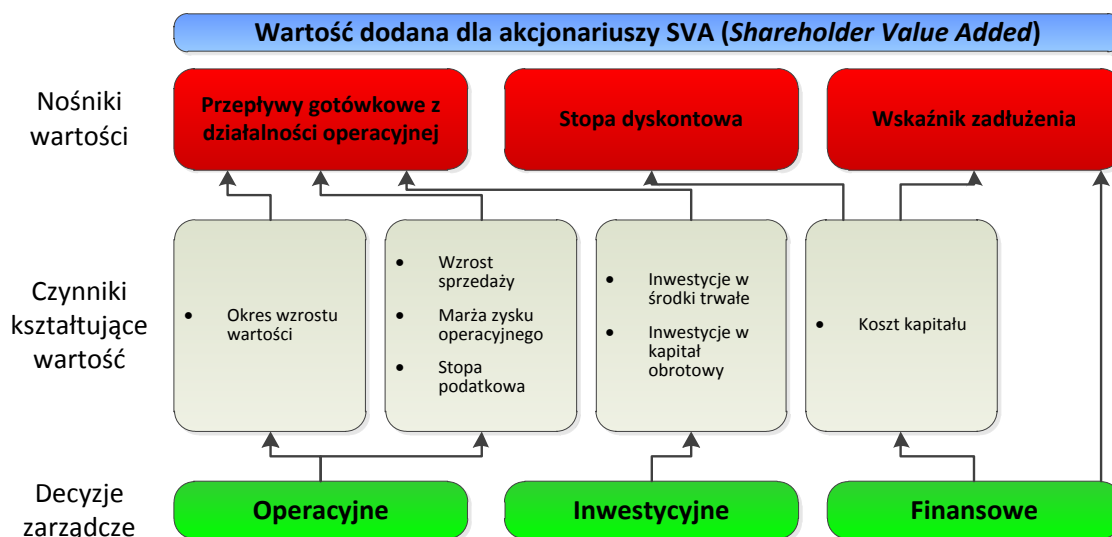 Wartość dodana dla akcjonariuszy SVA (Shareholder Value Added)
Nośniki
wartości
Przepływy gotówkowe z
działalności operacyjnej
Stopa dyskontowa
Wskaźnik zadłużenia
Czynniki
kształtujące
wartość
• Okres wzrostu
wartości
• Wzrost
sprzedaży
• Marża zysku
operacyjnego
• Stopa
podatkowa
• Inwestycje w
środki trwałe
• Inwestycje w
kapitał
obrotowy
• Koszt kapitału
Decyzje
zarządcze
Operacyjne
Inwestycyjne
Finansowe